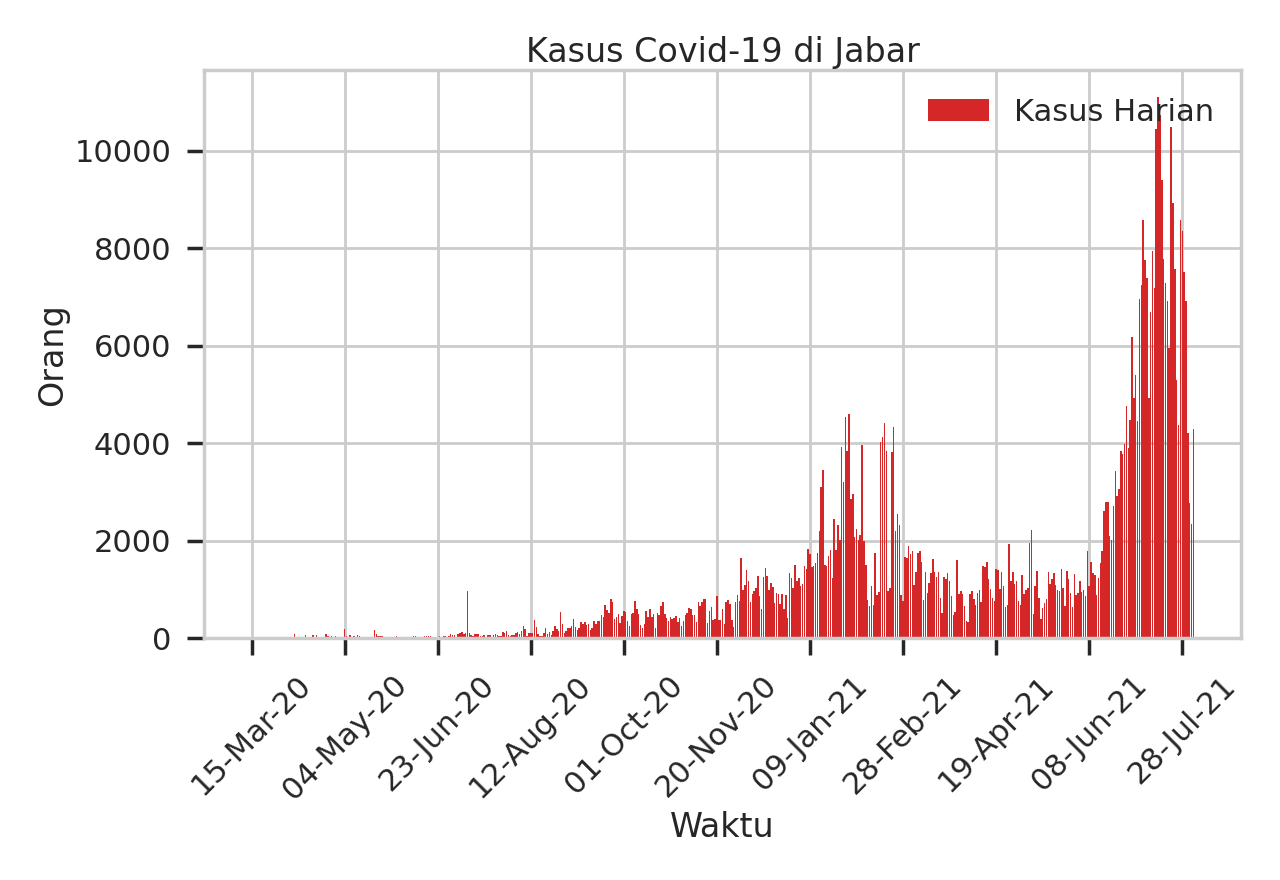 Kasus Covid-19 di Jabar
Kasus Harian
Orang
10000
8000
6000
4000
2000
0
15-Mar-20
04-May-20
23-Jun-20
12-Aug-20
01-Oct-20
20-Nov-20
09-Jan-21
28-Feb-21
19-Apr-21
08-Jun-21
28-Jul-21
Waktu